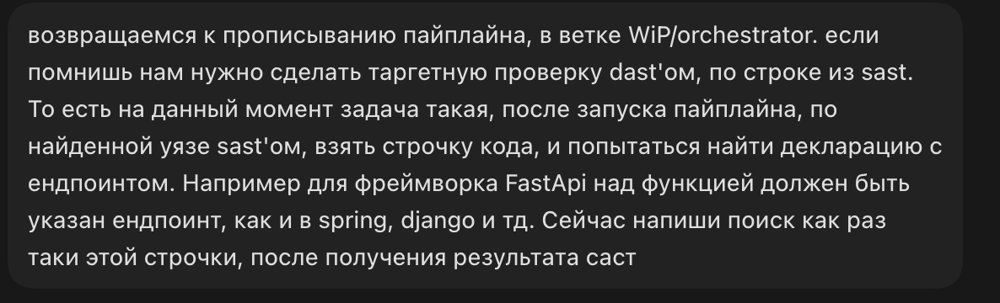 возвращаемся к прописыванию пайплайна, в ветке WiP/orchestrator. если
помнишь нам нужно сделать таргетную проверку dast'ом, по строке из sast.
То есть на данный момент задача такая, после запуска пайплайна, по
найденной уязе sast'ом, взять строчку кода, и попытаться найти декларацию с
ендпоинтом. Например для фреймворка FastApi над функцией должен быть
указан ендпоинт, как и в spring, django и тд. Сейчас напиши поиск как раз
таки этой строчки, после получения результата саст